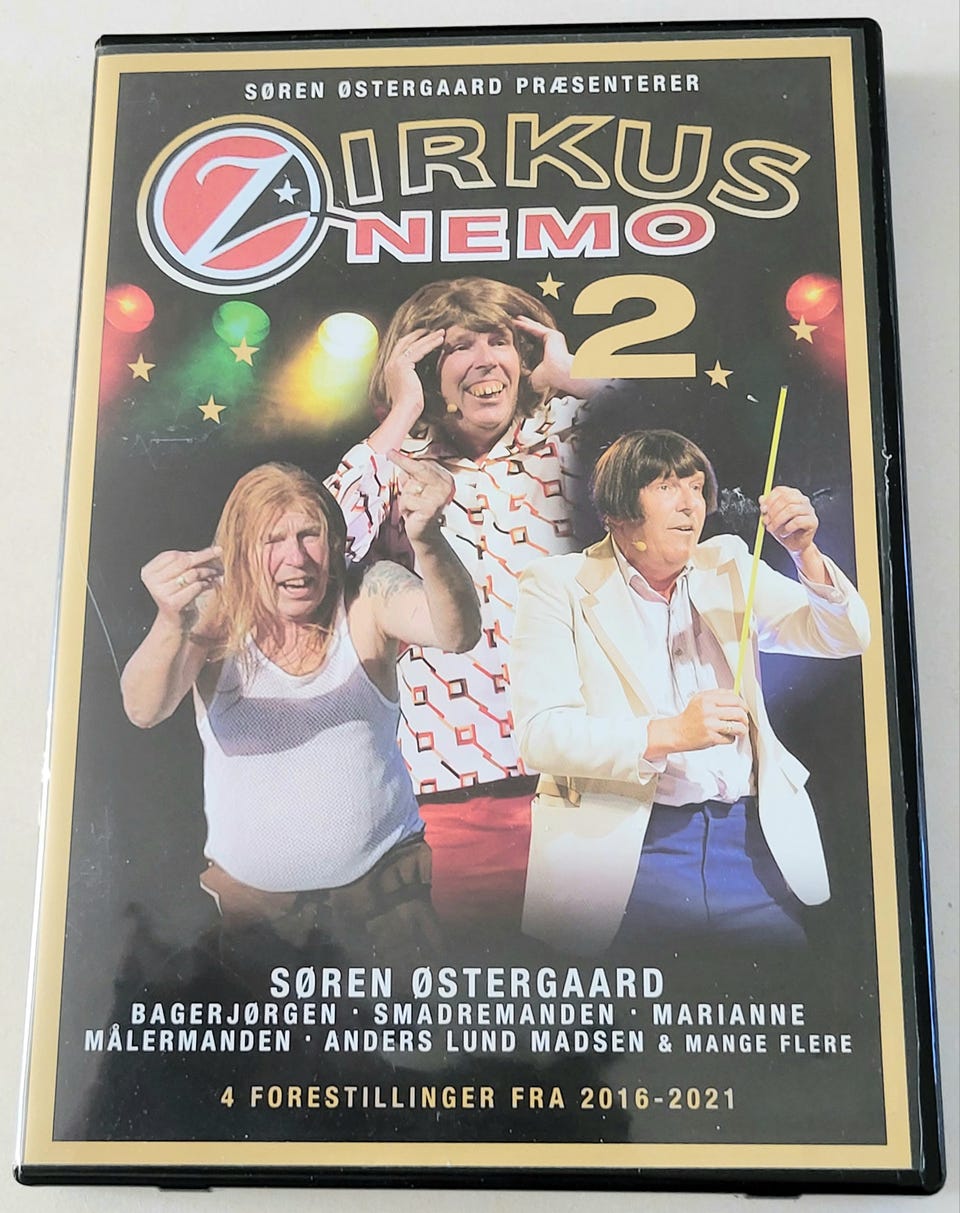 SØREN ØSTERGAARD PRÆSENTERER
ZIRKUS
NEMO
2
SØREN ØSTERGAARD
BAGERJØRGEN · SMADREMANDEN · MARIANNE
MÅLERMANDEN · ANDERS LUND MADSEN & MANGE FLERE
4 FORESTILLINGER FRA 2016-2021